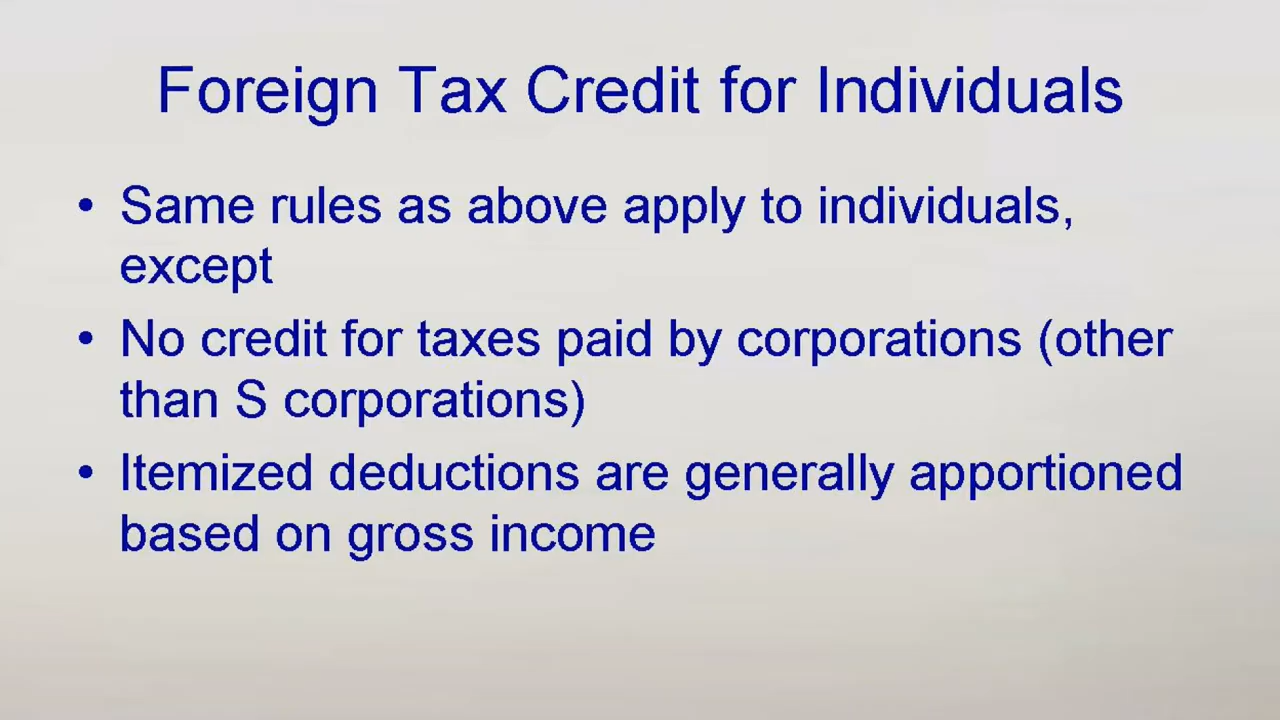 Foreign Tax Credit for Individuals
• Same rules as above apply to individuals,
except
• No credit for taxes paid by corporations (other
than S corporations)
• Itemized deductions are generally apportioned
based on gross income